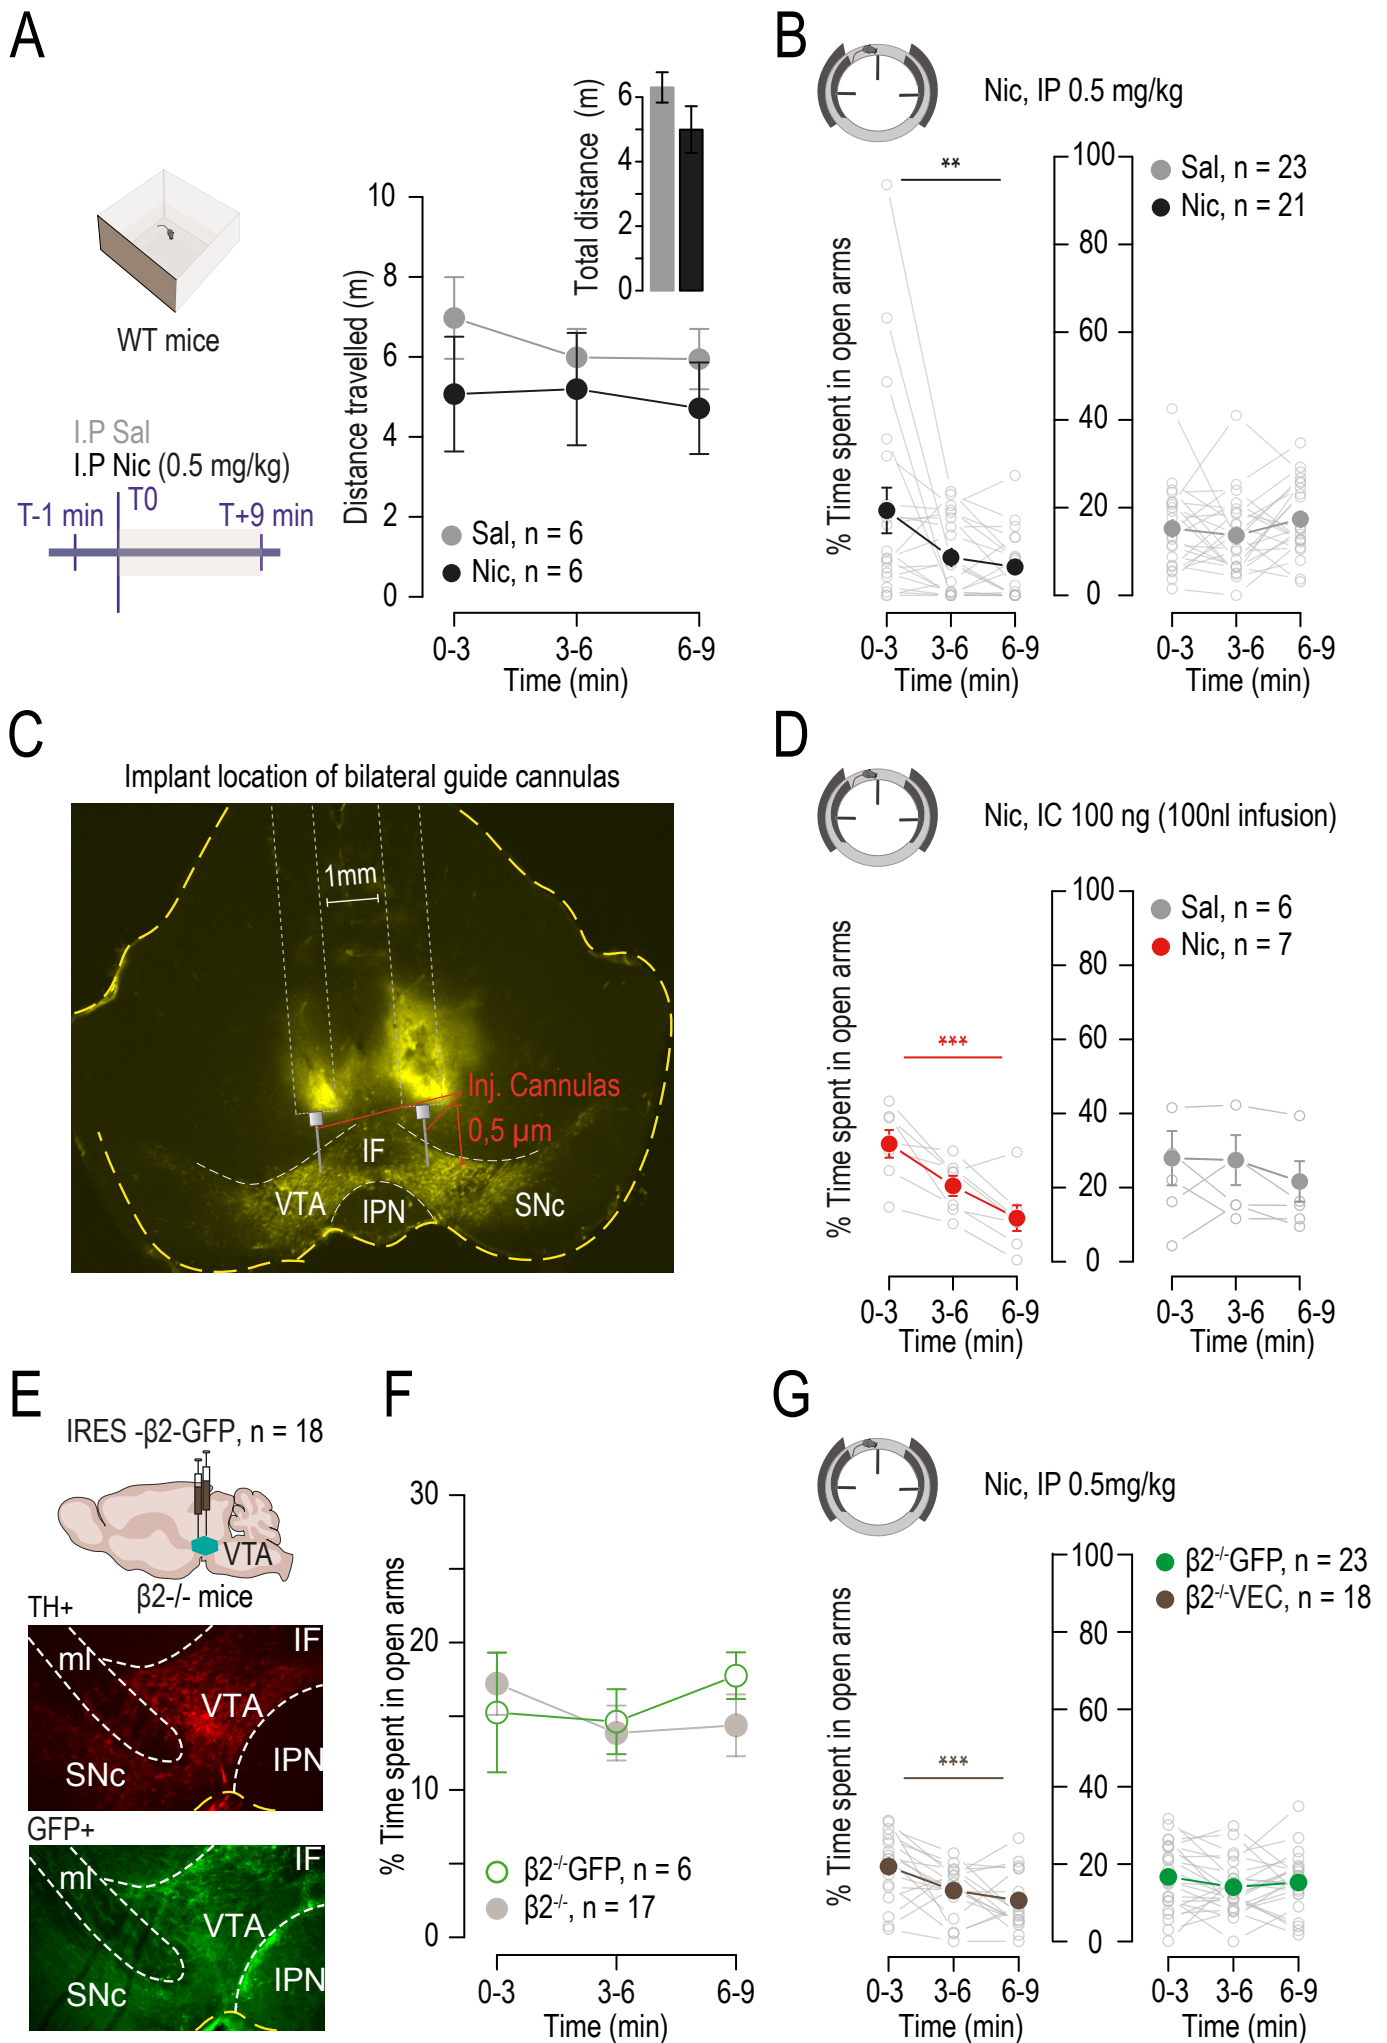 A
WT mice
I.P Sal
I.P Nic (0.5 mg/kg)
T-1 min
T0
T+9 min
Total distance (m)
6
4
2
0
Distance travelled (m)
10
8
6
4
2
0
Sal, n = 6
Nic, n = 6
0-3
3-6
6-9
Time (min)
B
Nic, IP 0.5 mg/kg
% Time spent in open arms
**
100
80
60
40
20
0
Sal, n = 23
Nic, n = 21
0-3
3-6
6-9
Time (min)
0-3
3-6
6-9
Time (min)
C
Implant location of bilateral guide cannulas
1mm
Inj. Cannulas
0,5 µm
IF
VTA
IPN
SNc
D
Nic, IC 100 ng (100nl infusion)
% Time spent in open arms
***
100
80
60
40
20
0
Sal, n = 6
Nic, n = 7
0-3
3-6
6-9
Time (min)
0-3
3-6
6-9
Time (min)
E
IRES -β2-GFP, n = 18
VTA
β2-/- mice
TH+
IF
ml
VTA
SNc
IPN
GFP+
IF
ml
VTA
SNc
IPN
F
% Time spent in open arms
30
20
10
0
β2-/-GFP, n = 6
β2-/-, n = 17
0-3
3-6
6-9
Time (min)
G
Nic, IP 0.5mg/kg
% Time spent in open arms
***
100
80
60
40
20
0
β2-/-GFP, n = 23
β2-/-VEC, n = 18
0-3
3-6
6-9
Time (min)
0-3
3-6
6-9
Time (min)